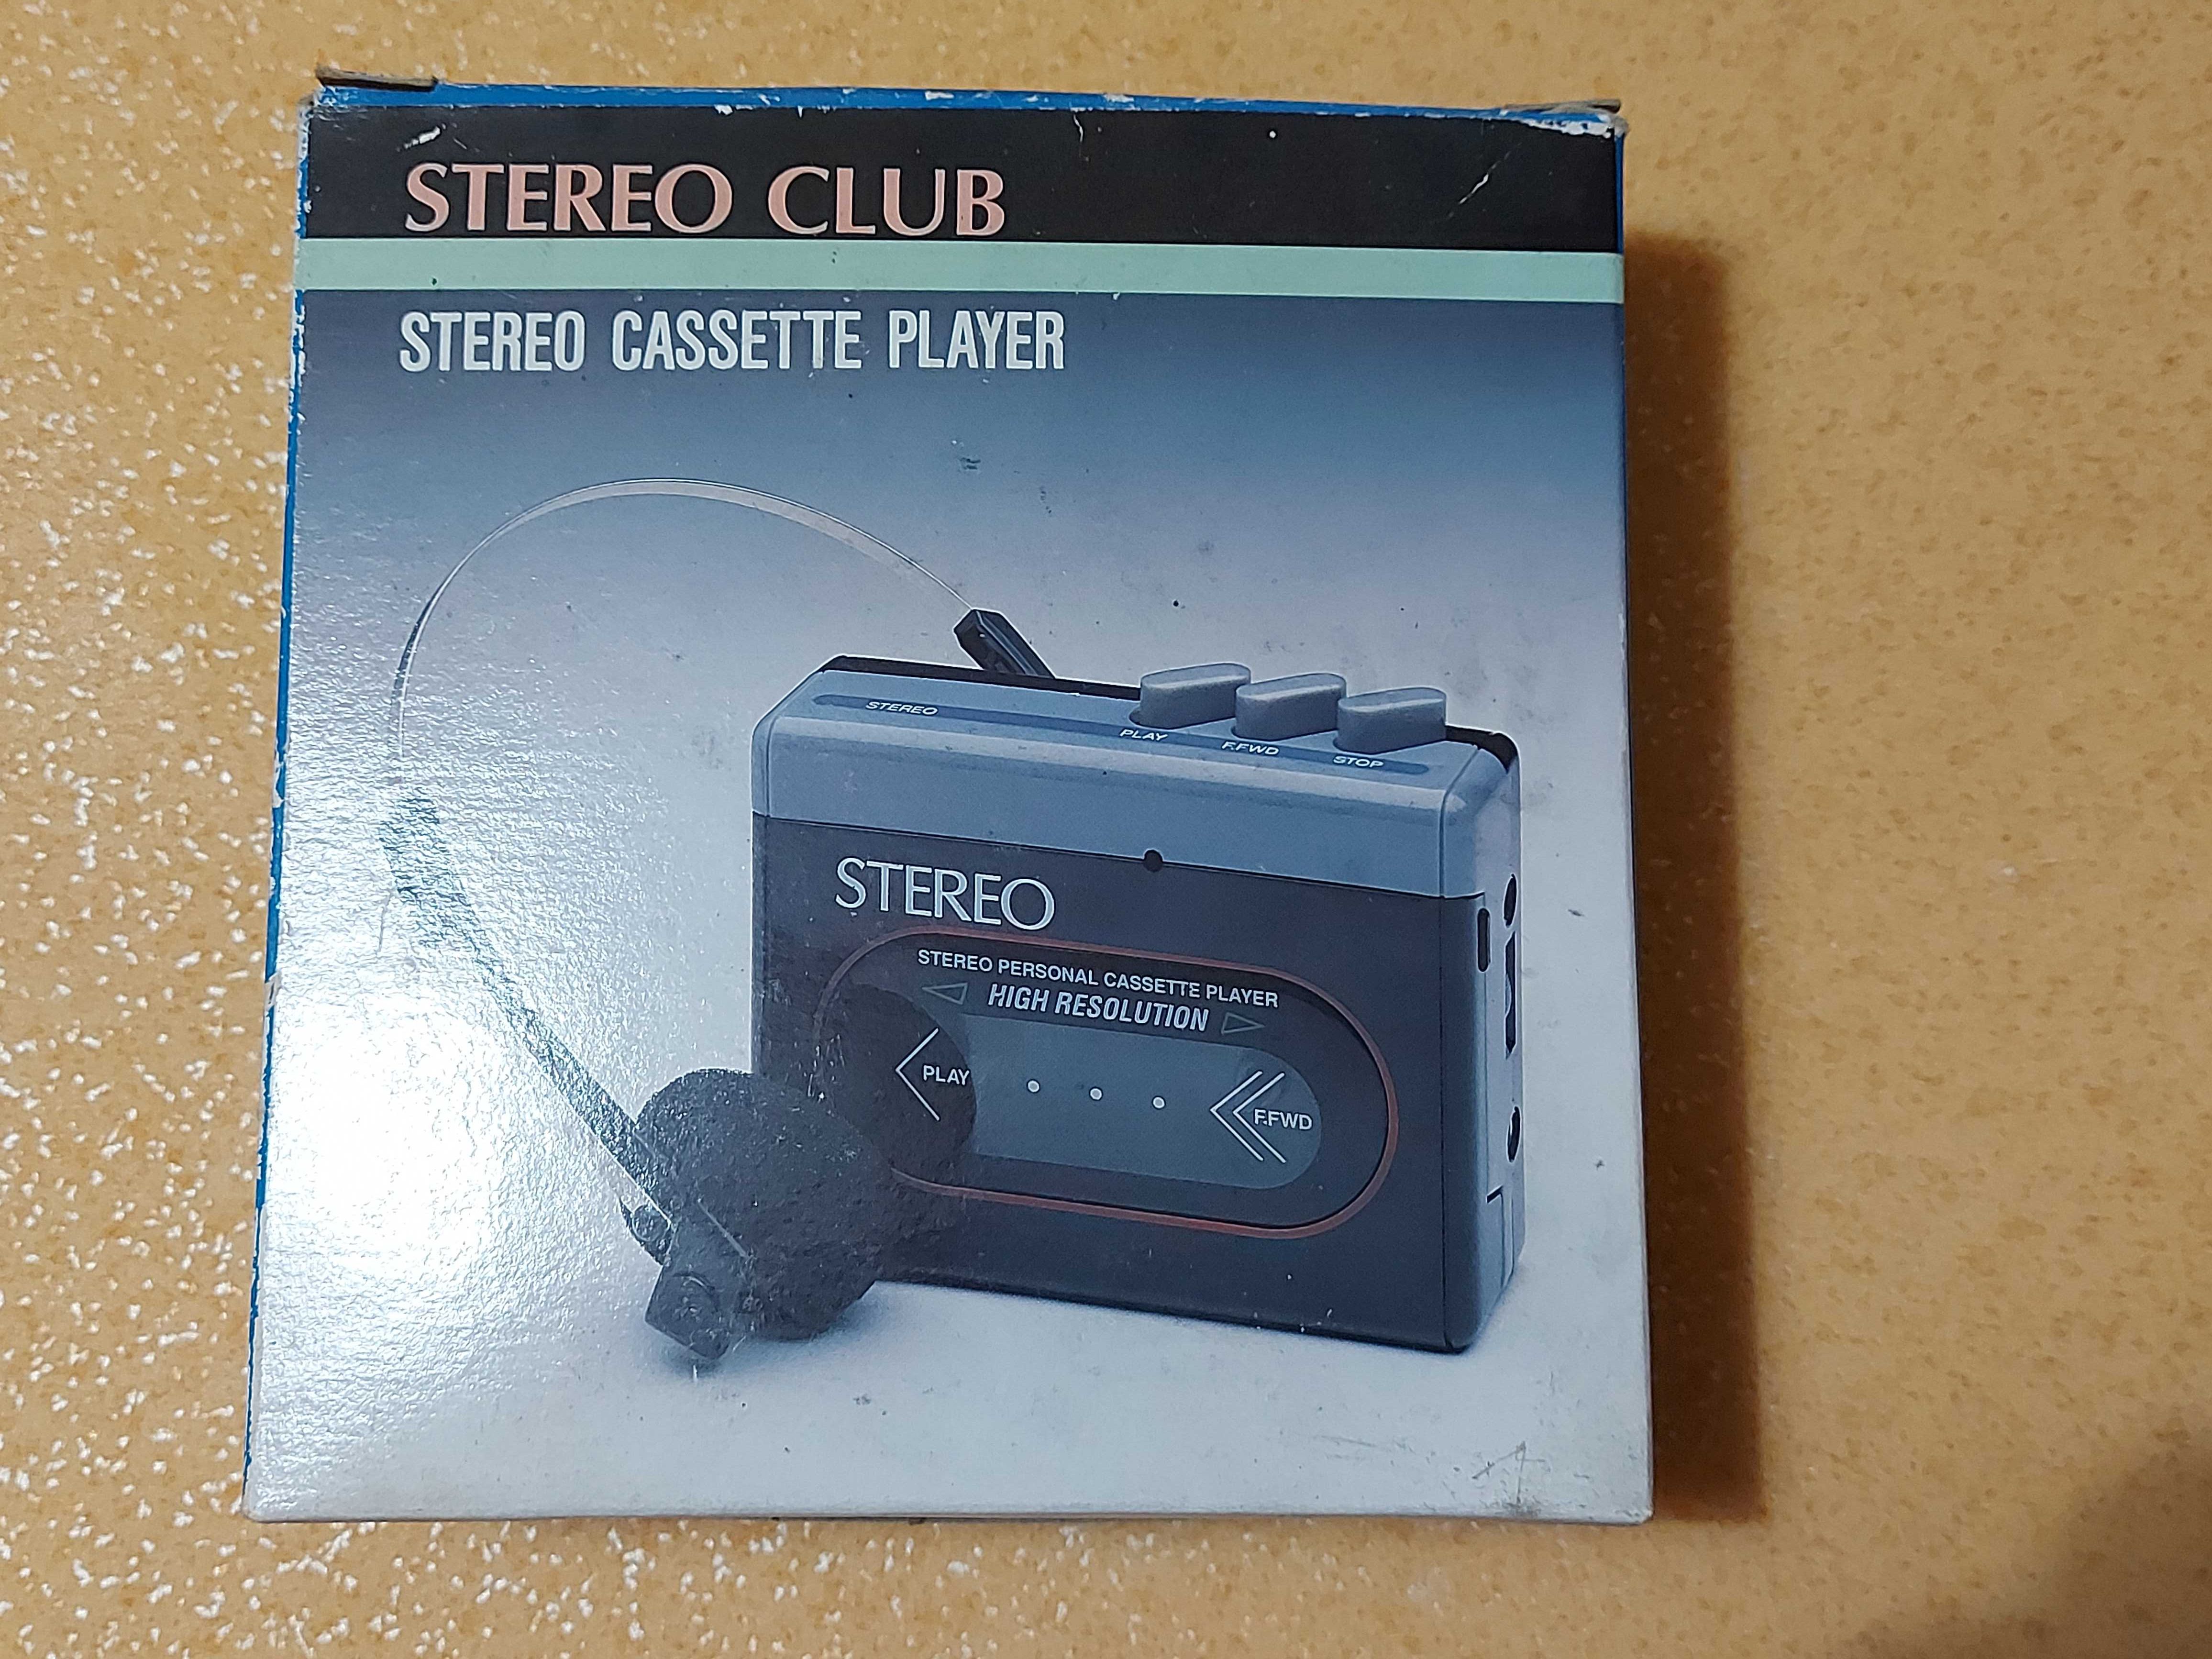 STEREO CLUB
STEREO CASSETTE PLAYER
STEREO
PLAY
F.FWD
STOP
STEREO
STEREO PERSONAL CASSETTE PLAYER
HIGH RESOLUTION
PLAY
F.FWD